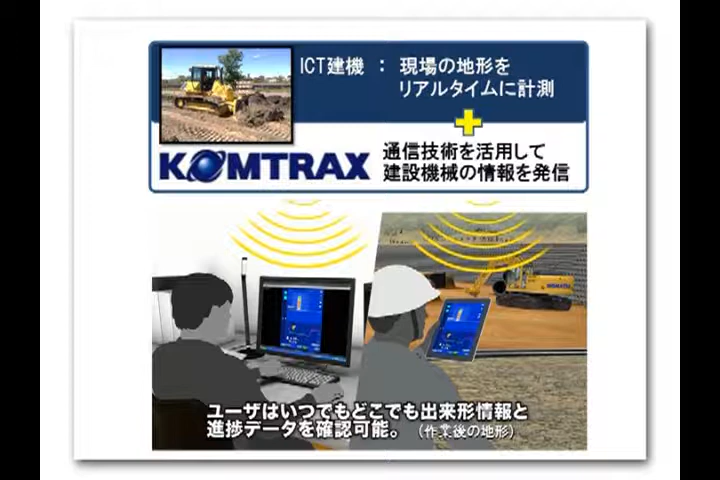 ICT建機 : 現場の地形を
リアルタイムに計測
KOMTRAX
通信技術を活用して
建設機械の情報を発信
KOMATSU
ユーザはいつでもどこでも出来形情報と
進捗データを確認可能。(作業後の地形)